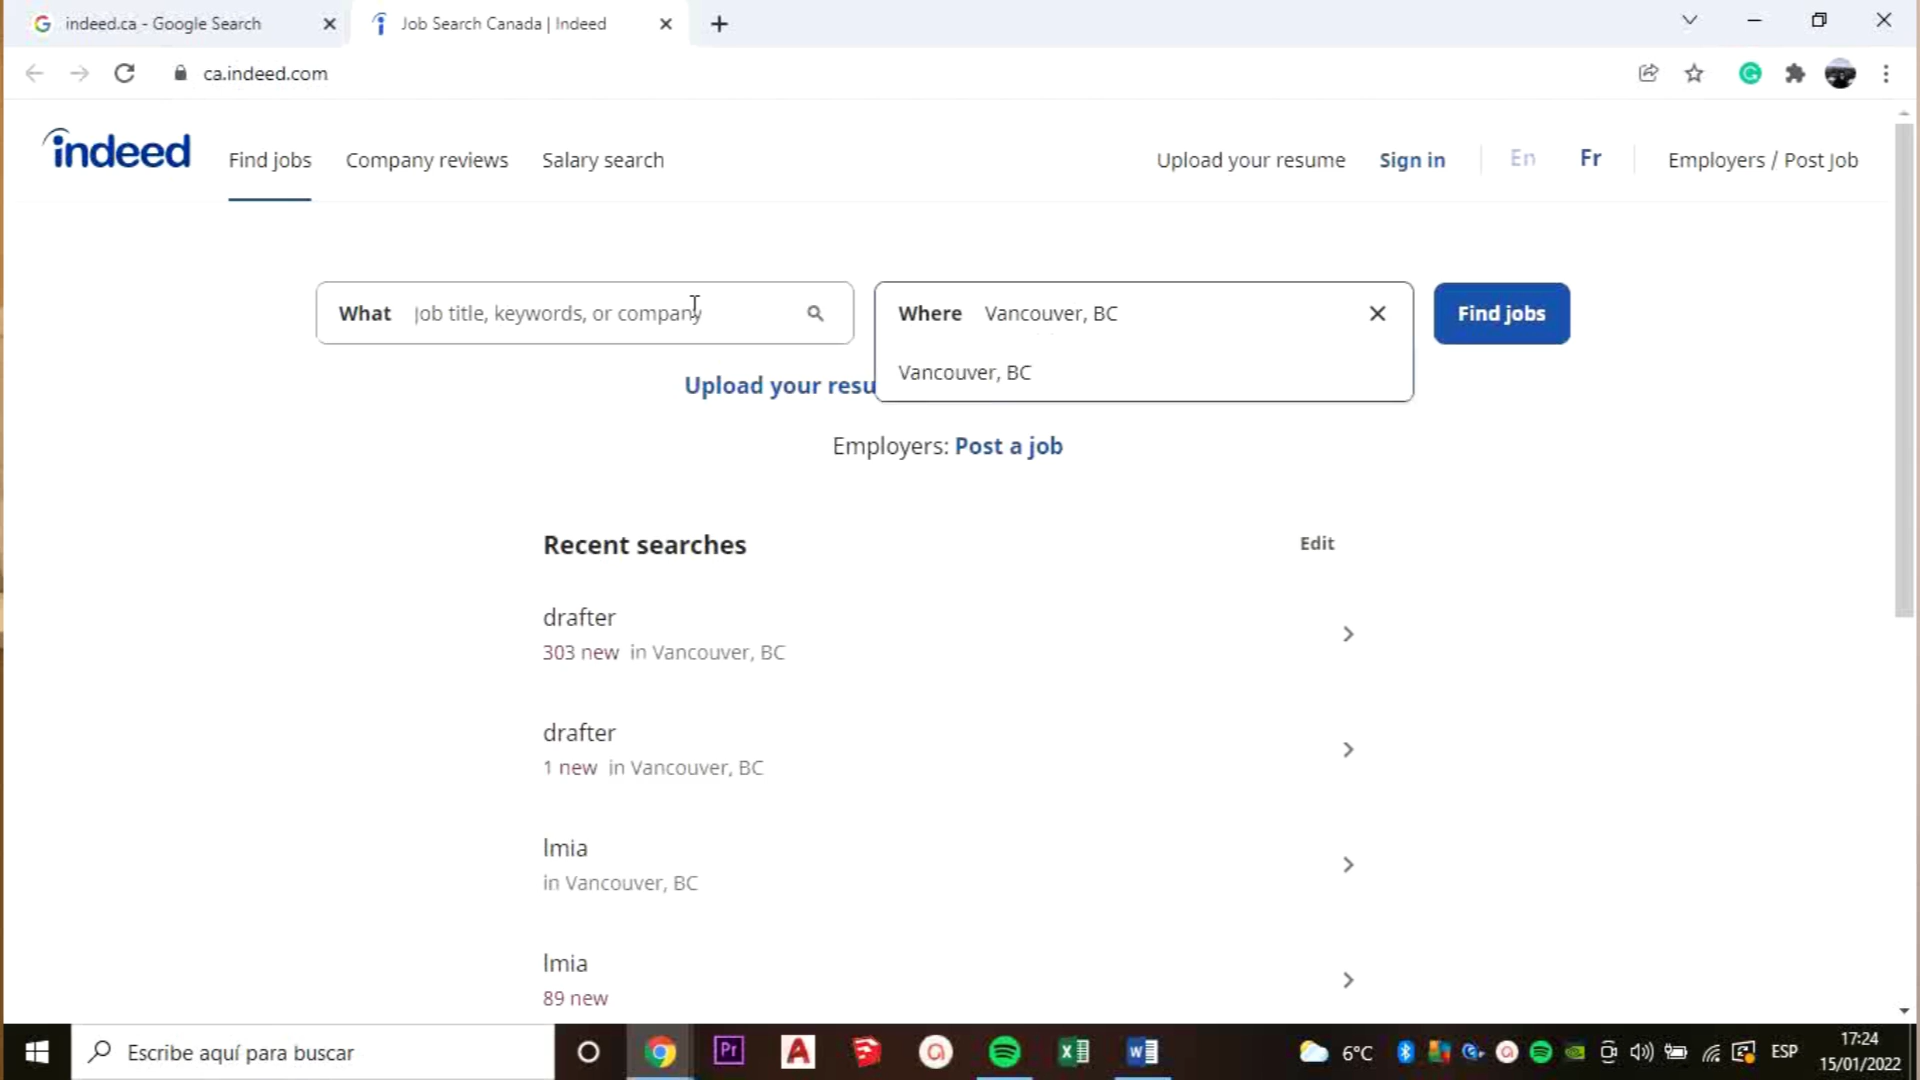 indeed.ca - Google Search
Job Search Canada | Indeed
ca.indeed.com
indeed
Find jobs
Company reviews
Salary search
Upload your resume
Sign in
En
Fr
Employers / Post Job
What
Job title, keywords, or company
Where
Vancouver, BC
Find jobs
Vancouver, BC
Upload your resu
Employers: Post a job
Recent searches
Edit
drafter
303 new in Vancouver, BC
drafter
1 new in Vancouver, BC
lmia
in Vancouver, BC
lmia
89 new
Escribe aquí para buscar
Pr
6°C
ESP
17:24
15/01/2022